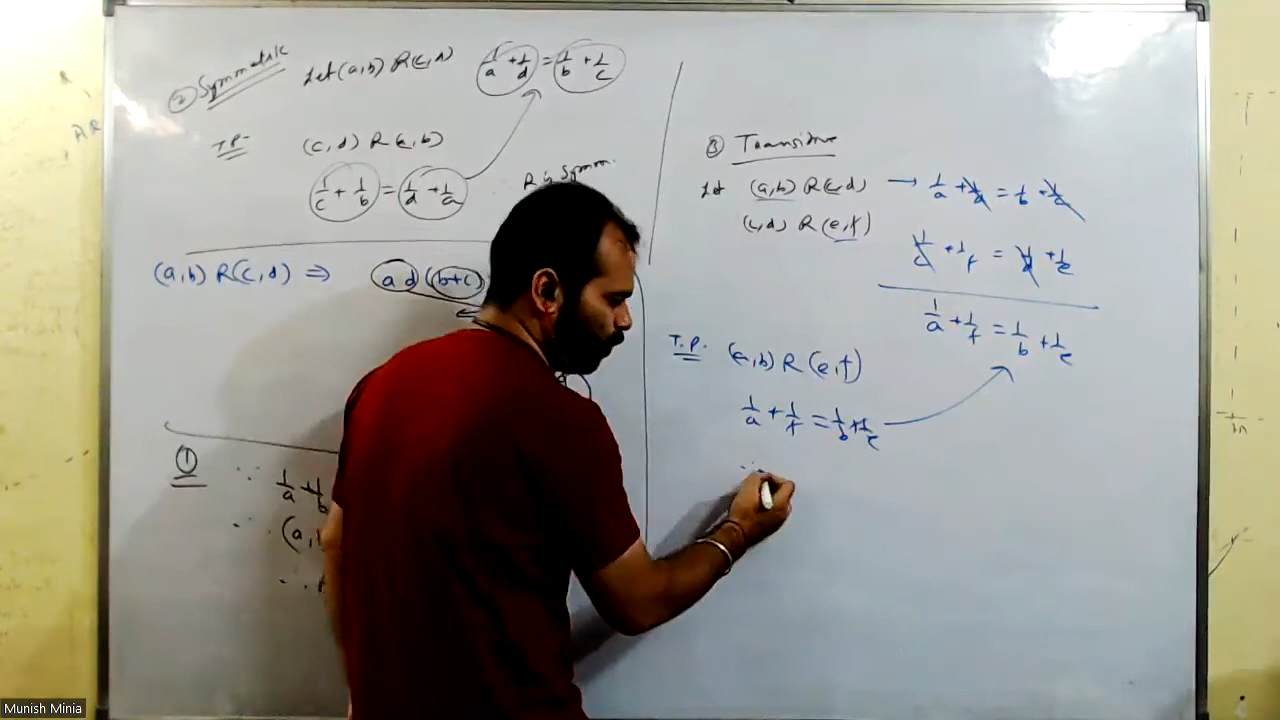 ② Symmetric
Let (a,b) R (c,d) 1/a + 1/d = 1/b + 1/c
T.P. (c,d) R (a,b)
1/c + 1/b = 1/d + 1/a
R is Symm.
(a,b) R (c,d) ⇒ ad (b+c)
①
∵ 1/a + 1/b
∴ (a,
∴
③ Transitive
Let (a,b) R (c,d) → 1/a + 1/d = 1/b + 1/c
(c,d) R (e,f) 1/c + 1/f = 1/d + 1/e
1/a + 1/f = 1/b + 1/e
T.P. (a,b) R (e,f)
1/a + 1/f = 1/b + 1/e
Munish Minia